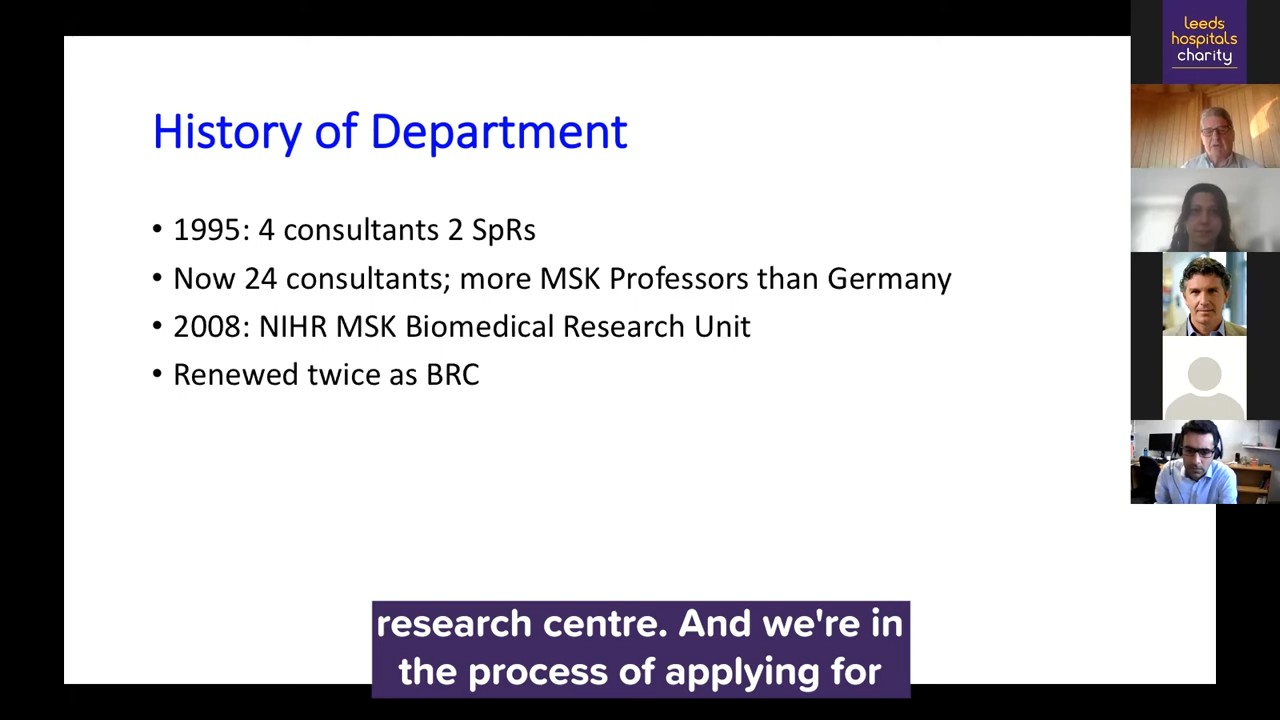 History of Department
• 1995: 4 consultants 2 SpRs
• Now 24 consultants; more MSK Professors than Germany
• 2008: NIHR MSK Biomedical Research Unit
• Renewed twice as BRC
research centre. And we're in
the process of applying for
leeds
hospitals
charity